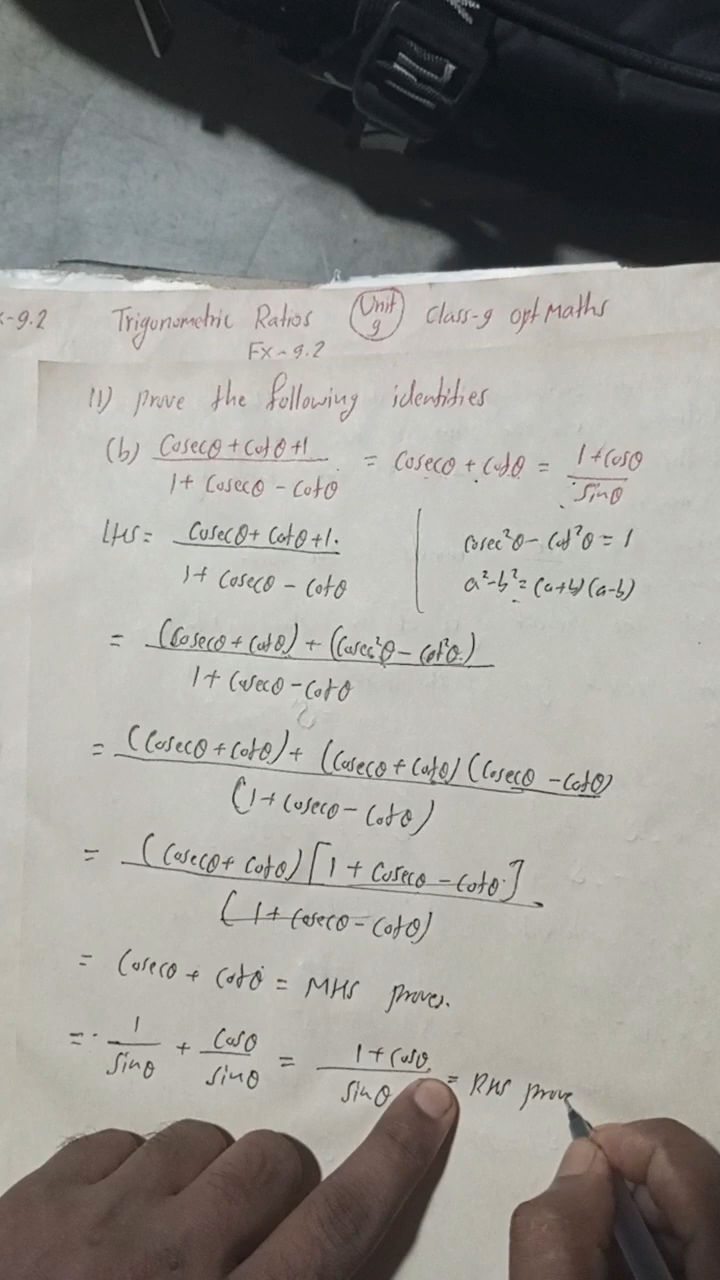 x-9.2 Trigonometric Ratios Unit 9 Class-9 opt Maths
Ex-9.2
11) prove the following identities
(b) (Cosecθ + Cotθ + 1) / (1 + Cosecθ - Cotθ) = Cosecθ + Cotθ = (1 + Cosθ) / Sinθ
LHS = (Cosecθ + Cotθ + 1.) / (1 + Cosecθ - Cotθ)
Cosec²θ - Cot²θ = 1
a² - b² = (a+b)(a-b)
= ((Cosecθ + Cotθ) + (Cosec²θ - Cot²θ)) / (1 + Cosecθ - Cotθ)
= ((Cosecθ + Cotθ) + (Cosecθ + Cotθ)(Cosecθ - Cotθ)) / (1 + Cosecθ - Cotθ)
= (Cosecθ + Cotθ)[1 + Cosecθ - Cotθ] / (1 + Cosecθ - Cotθ)
= Cosecθ + Cotθ = MHS proves.
= 1/Sinθ + Cosθ/Sinθ = (1 + Cosθ)/Sinθ = RHS prove